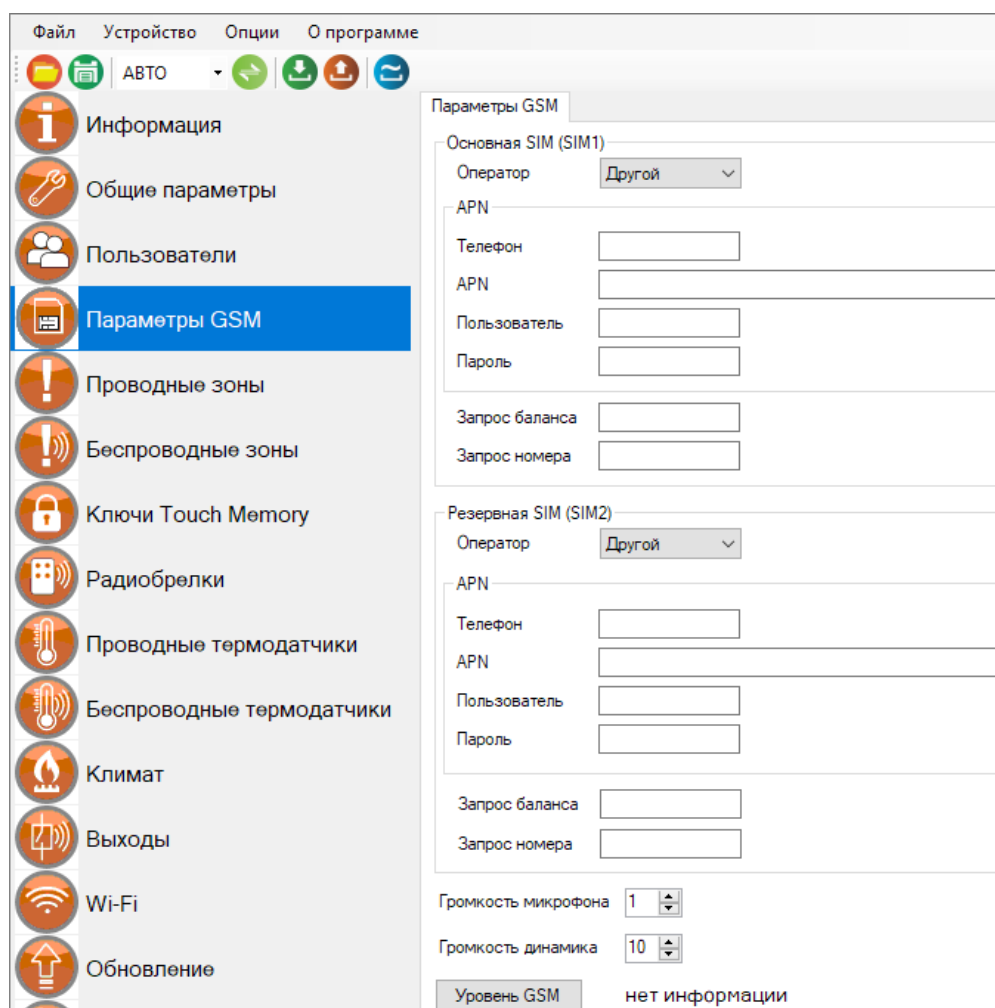 Файл Устройство Опции О программе
АВТО
Информация
Общие параметры
Пользователи
Параметры GSM
Проводные зоны
Беспроводные зоны
Ключи Touch Memory
Радиобрелки
Проводные термодатчики
Беспроводные термодатчики
Климат
Выходы
Wi-Fi
Обновление
Параметры GSM
Основная SIM (SIM1)
Оператор Другой
APN
Телефон
APN
Пользователь
Пароль
Запрос баланса
Запрос номера
Резервная SIM (SIM2)
Оператор Другой
APN
Телефон
APN
Пользователь
Пароль
Запрос баланса
Запрос номера
Громкость микрофона 1
Громкость динамика 10
Уровень GSM нет информации